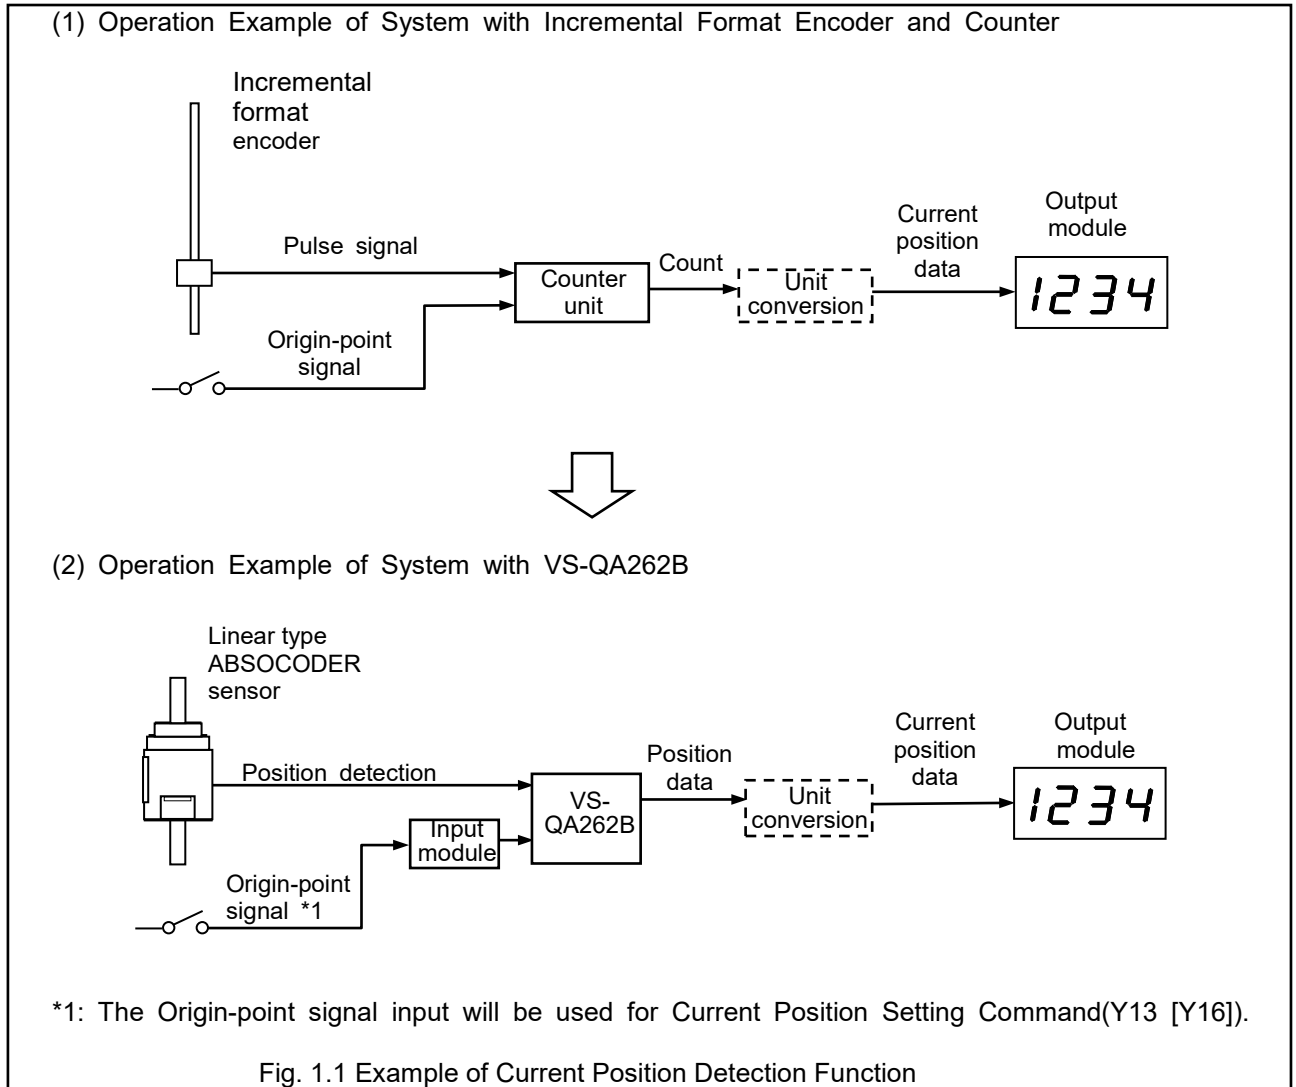 (1) Operation Example of System with Incremental Format Encoder and Counter
Incremental
format
encoder
Pulse signal
Origin-point
signal
Counter
unit
Count
Unit
conversion
Current
position
data
Output
module
1234
(2) Operation Example of System with VS-QA262B
Linear type
ABSOCODER
sensor
Position detection
Origin-point
signal *1
Input
module
VS-
QA262B
Position
data
Unit
conversion
Current
position
data
Output
module
1234
*1: The Origin-point signal input will be used for Current Position Setting Command(Y13 [Y16]).
Fig. 1.1 Example of Current Position Detection Function